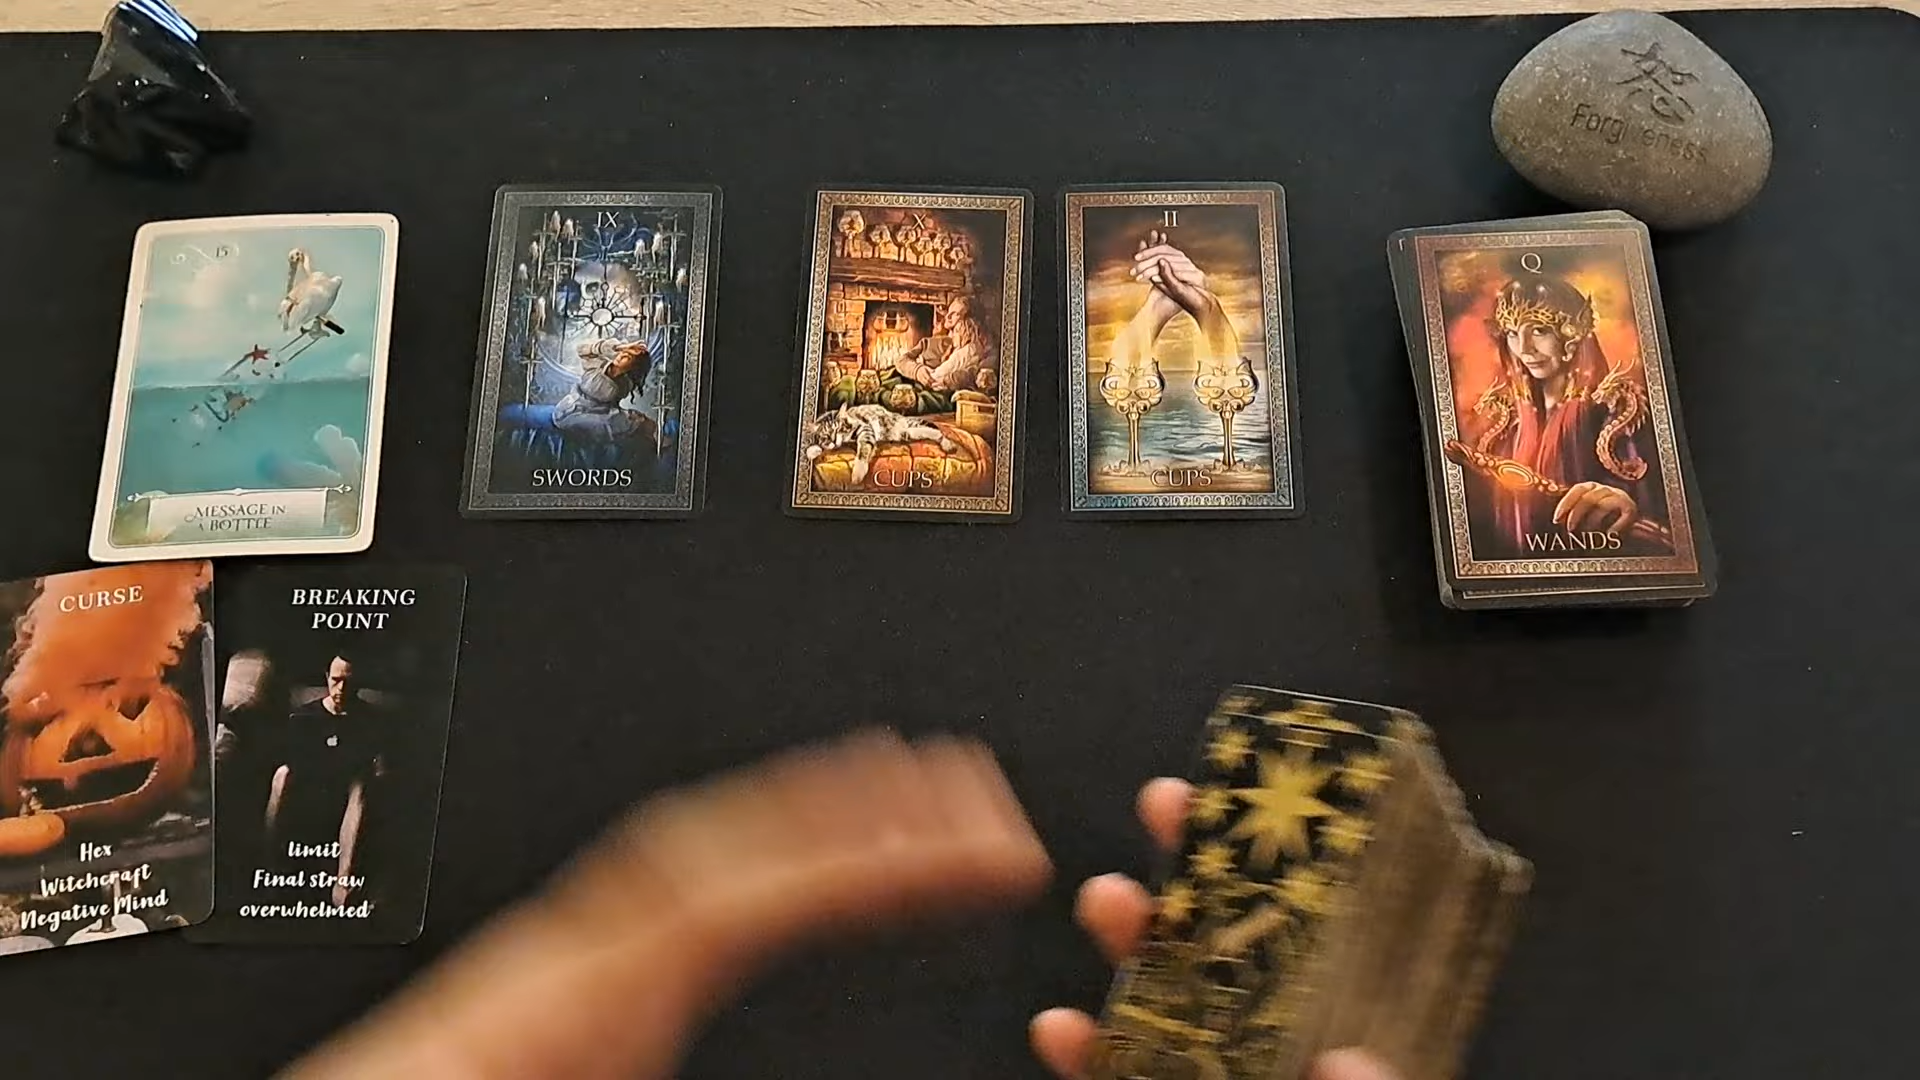 恕
Forgiveness
15
MESSAGE IN
A BOTTLE
IX
SWORDS
X
CUPS
II
CUPS
Q
WANDS
CURSE
Hex
Witchcraft
Negative Mind
BREAKING
POINT
limit
Final straw
overwhelmed